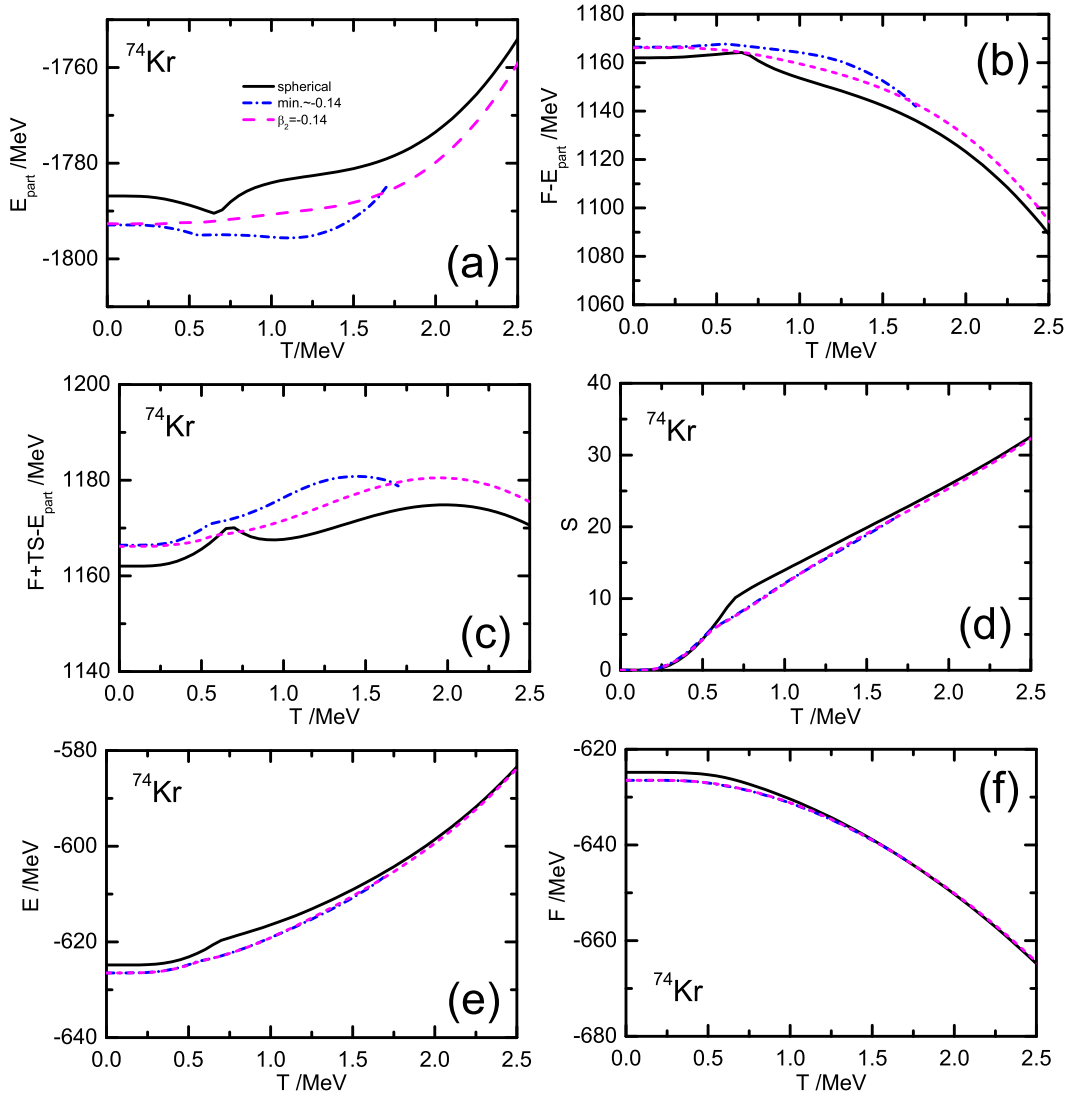 -1760
-1780
-1800
E_part /MeV
^74Kr
spherical
min.~-0.14
β_2=-0.14
(a)
0.0 0.5 1.0 1.5 2.0 2.5
T/MeV
1180
1160
1140
1120
1100
1080
1060
F-E_part /MeV
(b)
0.0 0.5 1.0 1.5 2.0 2.5
T /MeV
1200
1180
1160
1140
F+TS-E_part /MeV
^74Kr
(c)
0.0 0.5 1.0 1.5 2.0 2.5
T /MeV
40
30
20
10
0
S
^74Kr
(d)
0.0 0.5 1.0 1.5 2.0 2.5
T /MeV
-580
-600
-620
-640
E /MeV
^74Kr
(e)
0.0 0.5 1.0 1.5 2.0 2.5
T /MeV
-620
-640
-660
-680
F /MeV
(f)
^74Kr
0.0 0.5 1.0 1.5 2.0 2.5
T /MeV